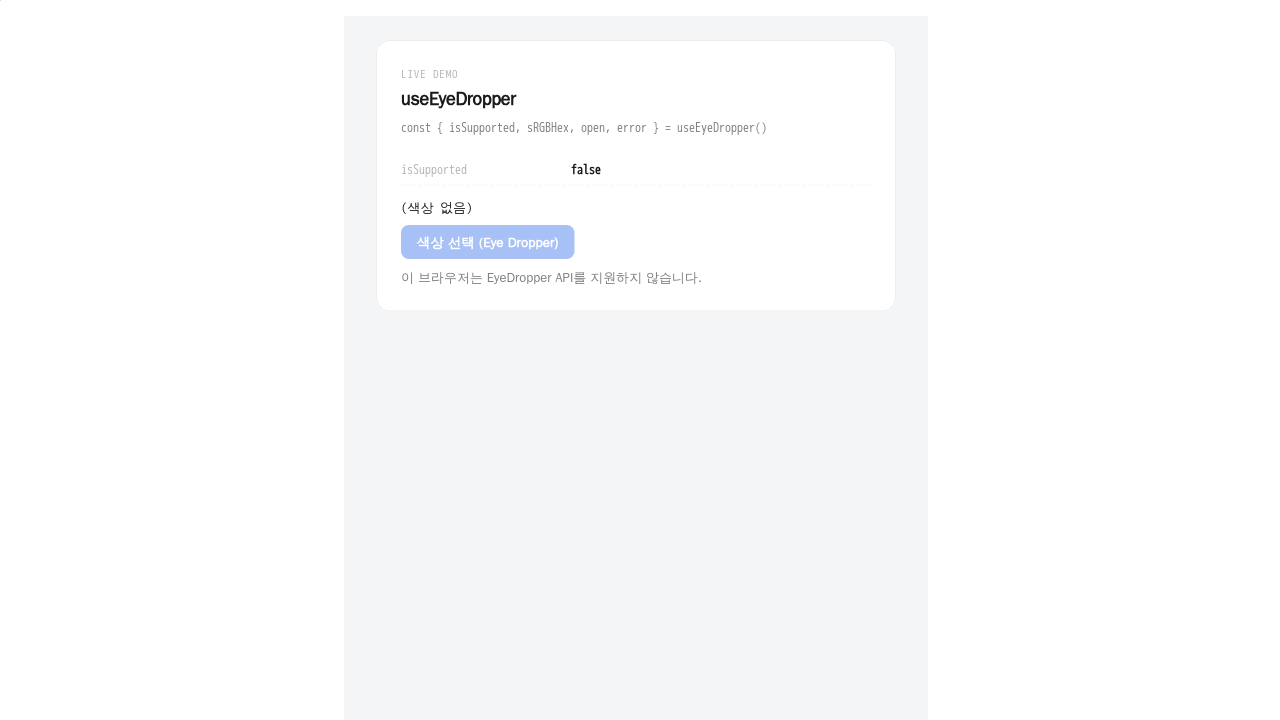 LIVE DEMO
useEyeDropper
const { isSupported, sRGBHex, open, error } = useEyeDropper()
isSupported false
(색상 없음)
색상 선택 (Eye Dropper)
이 브라우저는 EyeDropper API를 지원하지 않습니다.